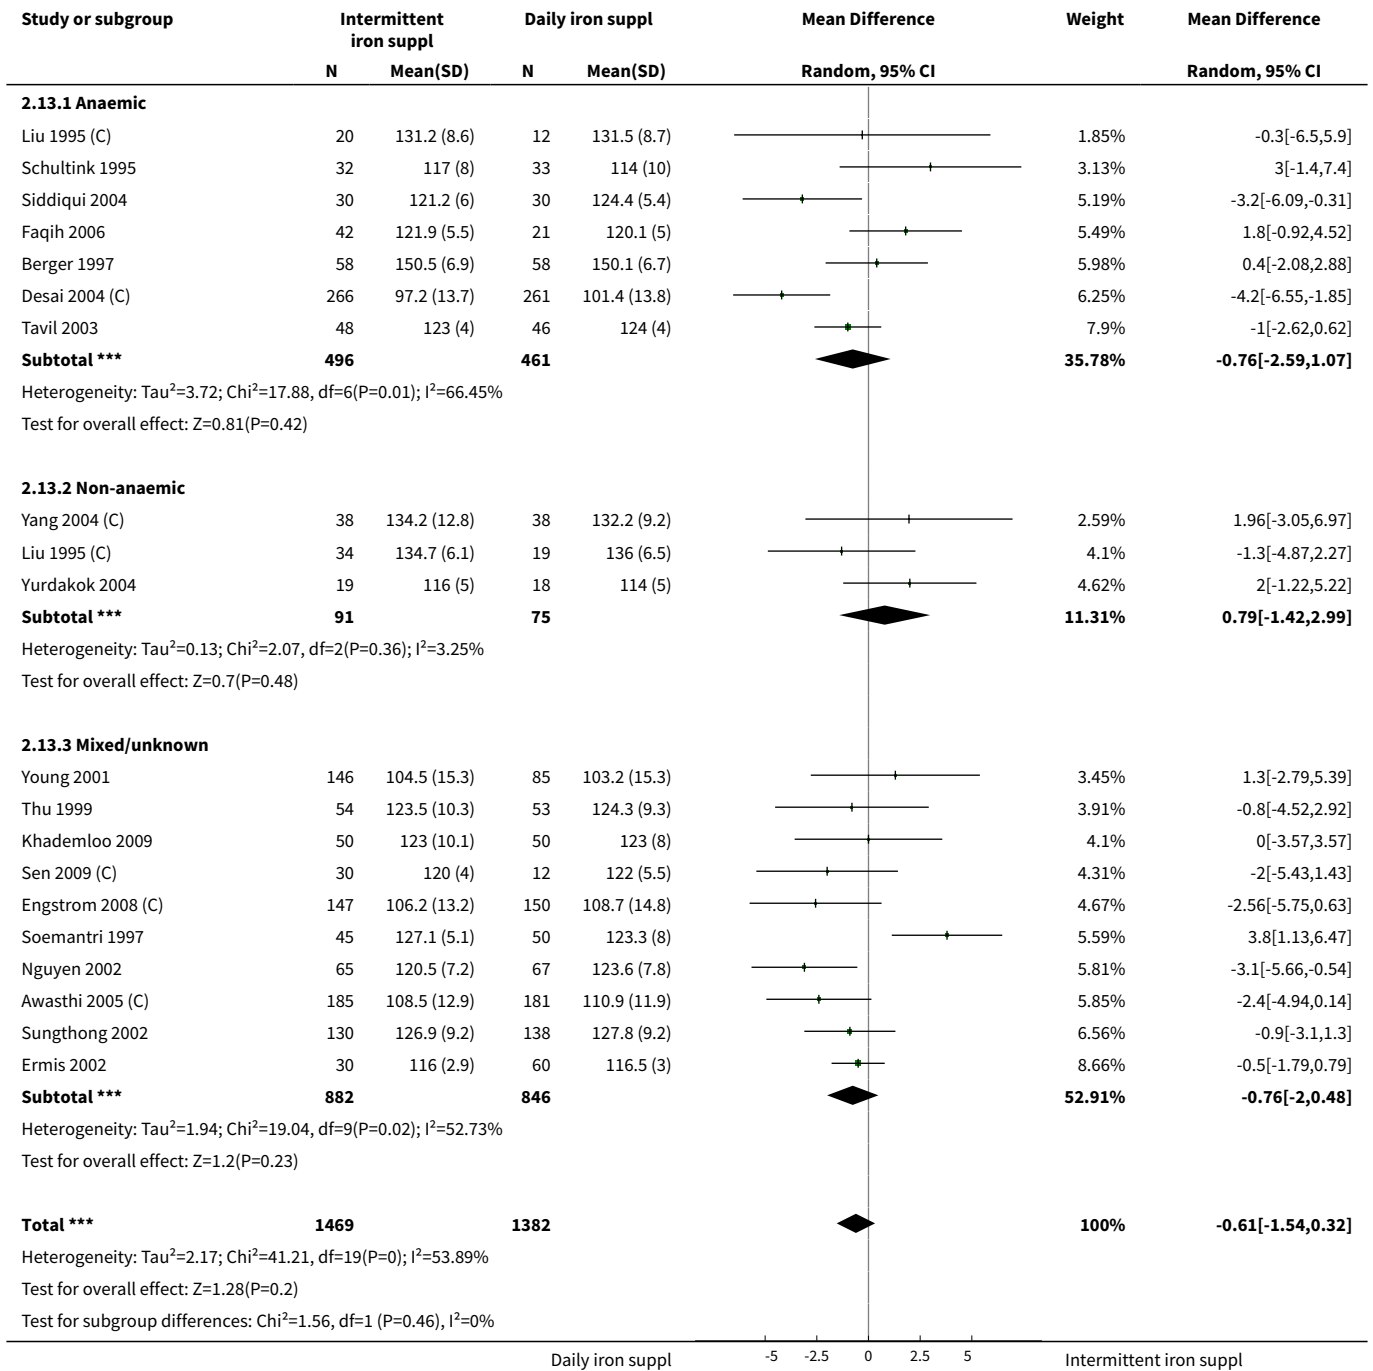 Study or subgroup Intermittent iron suppl Daily iron suppl Mean Difference Weight Mean Difference
N Mean(SD) N Mean(SD) Random, 95% CI Random, 95% CI
2.13.1 Anaemic
Liu 1995 (C) 20 131.2 (8.6) 12 131.5 (8.7) 1.85% -0.3[-6.5,5.9]
Schultink 1995 32 117 (8) 33 114 (10) 3.13% 3[-1.4,7.4]
Siddiqui 2004 30 121.2 (6) 30 124.4 (5.4) 5.19% -3.2[-6.09,-0.31]
Faqih 2006 42 121.9 (5.5) 21 120.1 (5) 5.49% 1.8[-0.92,4.52]
Berger 1997 58 150.5 (6.9) 58 150.1 (6.7) 5.98% 0.4[-2.08,2.88]
Desai 2004 (C) 266 97.2 (13.7) 261 101.4 (13.8) 6.25% -4.2[-6.55,-1.85]
Tavil 2003 48 123 (4) 46 124 (4) 7.9% -1[-2.62,0.62]
Subtotal *** 496 461 35.78% -0.76[-2.59,1.07]
Heterogeneity: Tau²=3.72; Chi²=17.88, df=6(P=0.01); I²=66.45%
Test for overall effect: Z=0.81(P=0.42)
2.13.2 Non-anaemic
Yang 2004 (C) 38 134.2 (12.8) 38 132.2 (9.2) 2.59% 1.96[-3.05,6.97]
Liu 1995 (C) 34 134.7 (6.1) 19 136 (6.5) 4.1% -1.3[-4.87,2.27]
Yurdakok 2004 19 116 (5) 18 114 (5) 4.62% 2[-1.22,5.22]
Subtotal *** 91 75 11.31% 0.79[-1.42,2.99]
Heterogeneity: Tau²=0.13; Chi²=2.07, df=2(P=0.36); I²=3.25%
Test for overall effect: Z=0.7(P=0.48)
2.13.3 Mixed/unknown
Young 2001 146 104.5 (15.3) 85 103.2 (15.3) 3.45% 1.3[-2.79,5.39]
Thu 1999 54 123.5 (10.3) 53 124.3 (9.3) 3.91% -0.8[-4.52,2.92]
Khademloo 2009 50 123 (10.1) 50 123 (8) 4.1% 0[-3.57,3.57]
Sen 2009 (C) 30 120 (4) 12 122 (5.5) 4.31% -2[-5.43,1.43]
Engstrom 2008 (C) 147 106.2 (13.2) 150 108.7 (14.8) 4.67% -2.56[-5.75,0.63]
Soemantri 1997 45 127.1 (5.1) 50 123.3 (8) 5.59% 3.8[1.13,6.47]
Nguyen 2002 65 120.5 (7.2) 67 123.6 (7.8) 5.81% -3.1[-5.66,-0.54]
Awasthi 2005 (C) 185 108.5 (12.9) 181 110.9 (11.9) 5.85% -2.4[-4.94,0.14]
Sungthong 2002 130 126.9 (9.2) 138 127.8 (9.2) 6.56% -0.9[-3.1,1.3]
Ermis 2002 30 116 (2.9) 60 116.5 (3) 8.66% -0.5[-1.79,0.79]
Subtotal *** 882 846 52.91% -0.76[-2,0.48]
Heterogeneity: Tau²=1.94; Chi²=19.04, df=9(P=0.02); I²=52.73%
Test for overall effect: Z=1.2(P=0.23)
Total *** 1469 1382 100% -0.61[-1.54,0.32]
Heterogeneity: Tau²=2.17; Chi²=41.21, df=19(P=0); I²=53.89%
Test for overall effect: Z=1.28(P=0.2)
Test for subgroup differences: Chi²=1.56, df=1 (P=0.46), I²=0%
Daily iron suppl -5 -2.5 0 2.5 5 Intermittent iron suppl